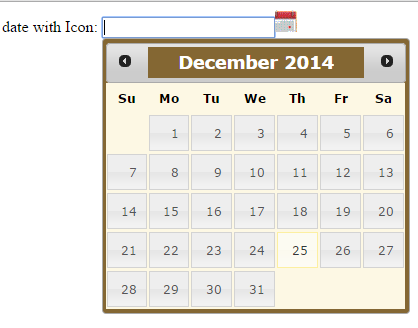 date with Icon:
December 2014
Su Mo Tu We Th Fr Sa
1 2 3 4 5 6
7 8 9 10 11 12 13
14 15 16 17 18 19 20
21 22 23 24 25 26 27
28 29 30 31